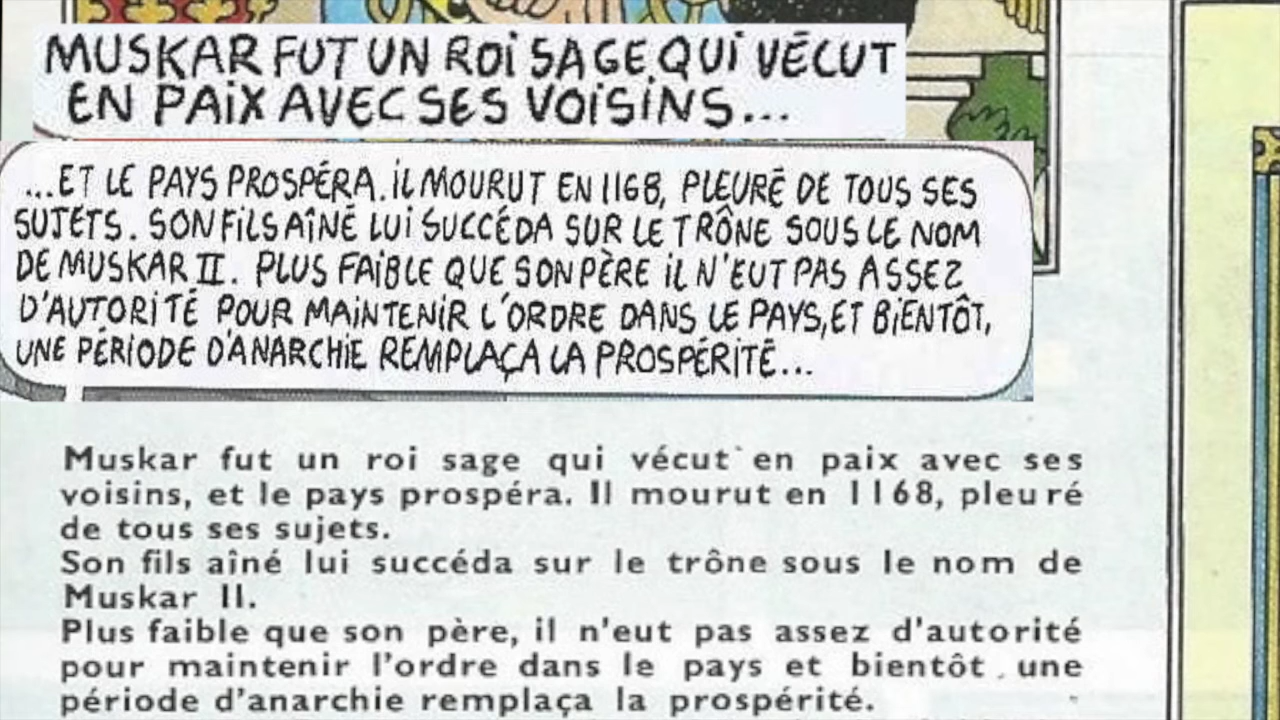 MUSKAR FUT UN ROi SAGE QUi VÉCUT
EN PAiX AVEC SES VOiSiNS...
...ET LE PAYS PROSPÉRA. iL MOURUT EN 1168, PLEURÉ DE TOUS SES
SUJETS. SON FiLS AÎNÉ LUi SUCCÉDA SUR LE TRÔNE SOUS LE NOM
DE MUSKAR II. PLUS FAiBLE QUE SON PÈRE iL N'EUT PAS ASSEZ
D'AUTORiTÉ POUR MAiNTENiR L'ORDRE DANS LE PAYS, ET BiENTÔT,
UNE PÉRiODE D'ANARCHiE REMPLAÇA LA PROSPÉRiTÉ...
Muskar fut un roi sage qui vécut en paix avec ses
voisins, et le pays prospéra. Il mourut en 1168, pleuré
de tous ses sujets.
Son fils aîné lui succéda sur le trône sous le nom de
Muskar II.
Plus faible que son père, il n'eut pas assez d'autorité
pour maintenir l'ordre dans le pays et bientôt une
période d'anarchie remplaça la prospérité.